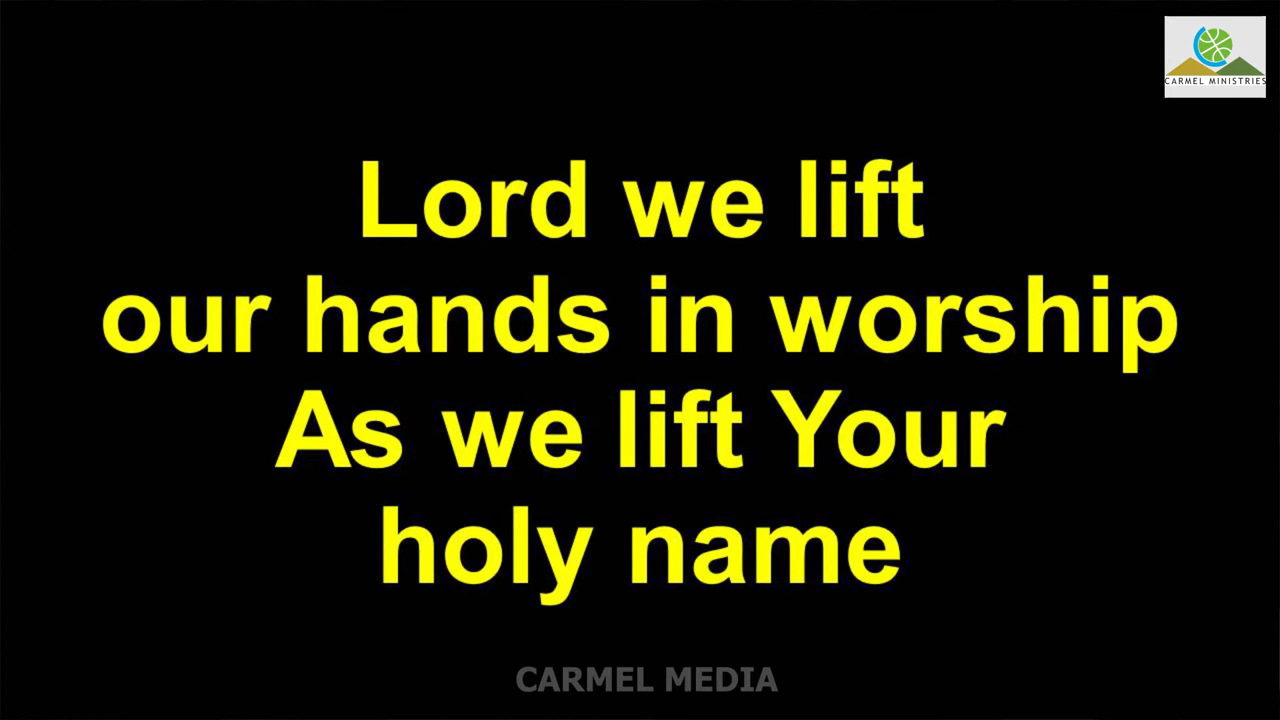 CARMEL MINISTRIES
Lord we lift
our hands in worship
As we lift Your
holy name
CARMEL MEDIA